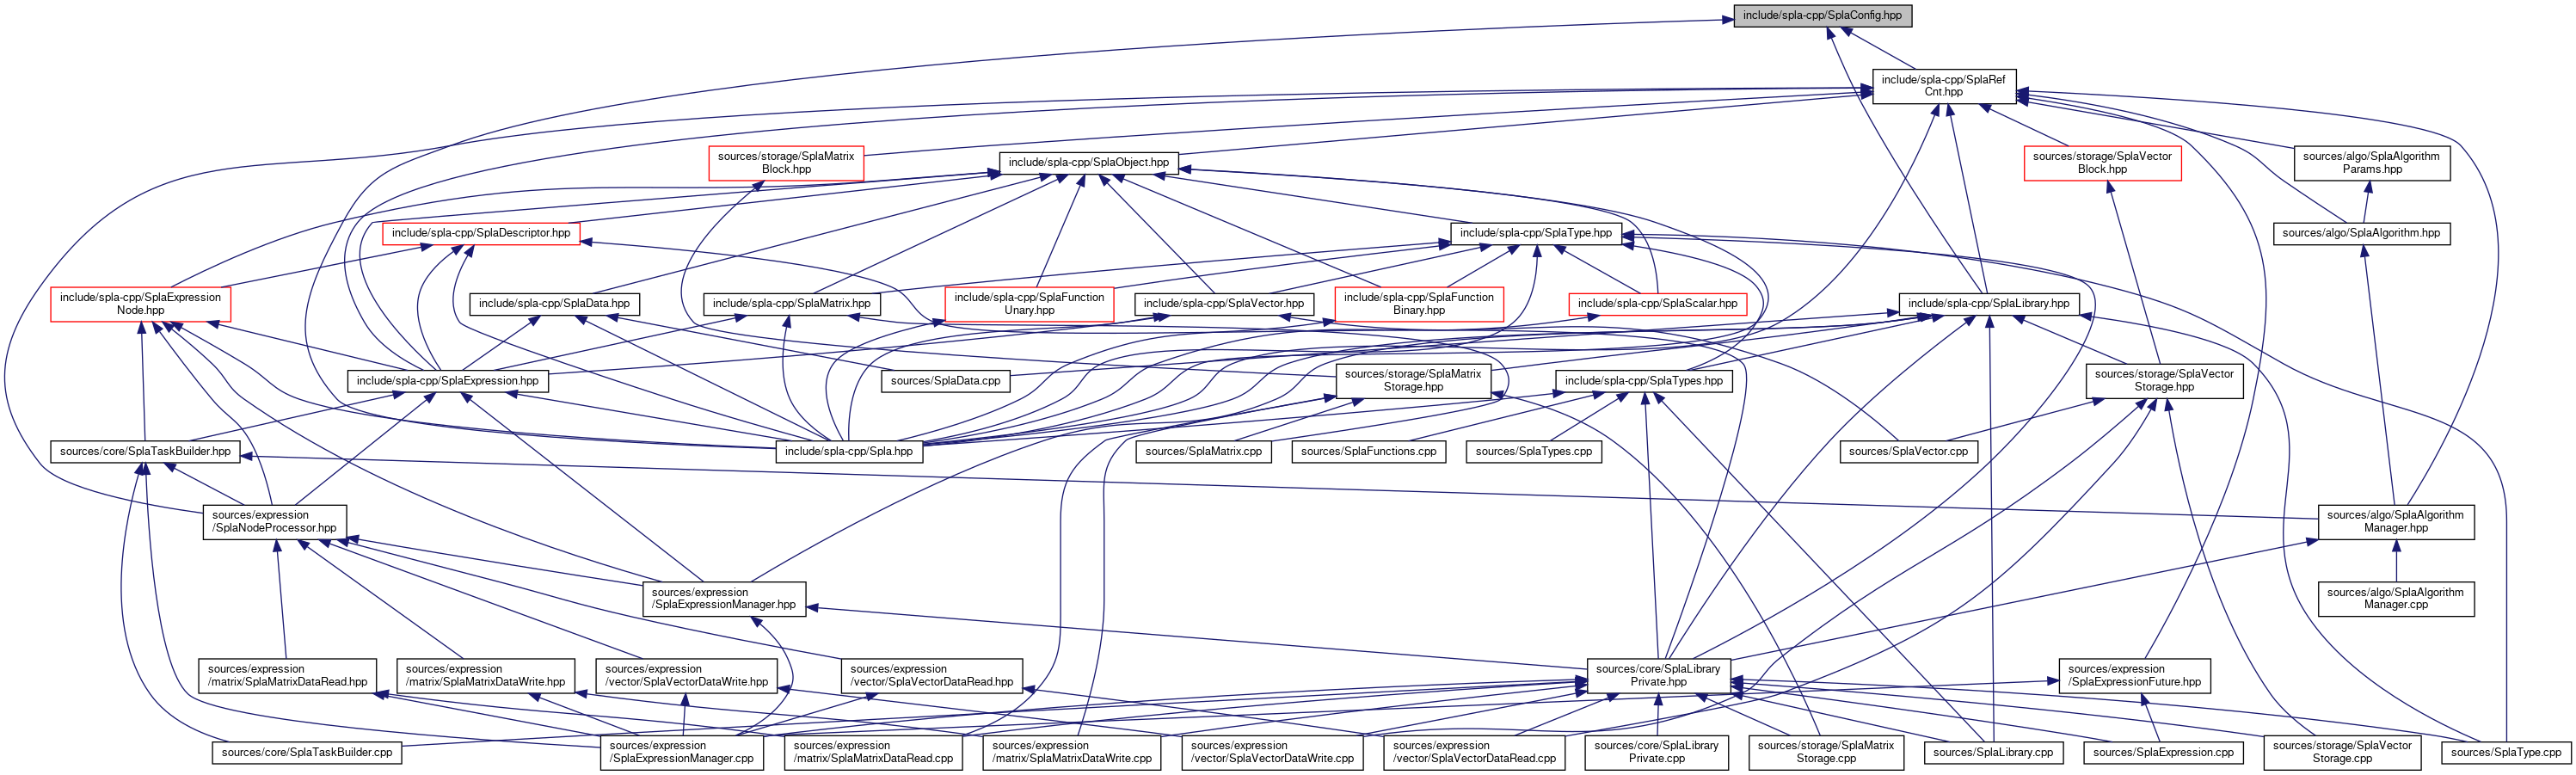 include/spla-cpp/SplaConfig.hpp
include/spla-cpp/SplaRef
Cnt.hpp
sources/storage/SplaMatrix
Block.hpp
include/spla-cpp/SplaObject.hpp
sources/storage/SplaVector
Block.hpp
sources/algo/SplaAlgorithm
Params.hpp
include/spla-cpp/SplaDescriptor.hpp
include/spla-cpp/SplaType.hpp
sources/algo/SplaAlgorithm.hpp
include/spla-cpp/SplaExpression
Node.hpp
include/spla-cpp/SplaData.hpp
include/spla-cpp/SplaMatrix.hpp
include/spla-cpp/SplaFunction
Unary.hpp
include/spla-cpp/SplaVector.hpp
include/spla-cpp/SplaFunction
Binary.hpp
include/spla-cpp/SplaScalar.hpp
include/spla-cpp/SplaLibrary.hpp
include/spla-cpp/SplaExpression.hpp
sources/SplaData.cpp
sources/storage/SplaMatrix
Storage.hpp
include/spla-cpp/SplaTypes.hpp
sources/storage/SplaVector
Storage.hpp
sources/core/SplaTaskBuilder.hpp
include/spla-cpp/Spla.hpp
sources/SplaMatrix.cpp
sources/SplaFunctions.cpp
sources/SplaTypes.cpp
sources/SplaVector.cpp
sources/expression
/SplaNodeProcessor.hpp
sources/algo/SplaAlgorithm
Manager.hpp
sources/expression
/SplaExpressionManager.hpp
sources/algo/SplaAlgorithm
Manager.cpp
sources/expression
/matrix/SplaMatrixDataRead.hpp
sources/expression
/matrix/SplaMatrixDataWrite.hpp
sources/expression
/vector/SplaVectorDataWrite.hpp
sources/expression
/vector/SplaVectorDataRead.hpp
sources/core/SplaLibrary
Private.hpp
sources/expression
/SplaExpressionFuture.hpp
sources/core/SplaTaskBuilder.cpp
sources/expression
/SplaExpressionManager.cpp
sources/expression
/matrix/SplaMatrixDataRead.cpp
sources/expression
/matrix/SplaMatrixDataWrite.cpp
sources/expression
/vector/SplaVectorDataWrite.cpp
sources/expression
/vector/SplaVectorDataRead.cpp
sources/core/SplaLibrary
Private.cpp
sources/storage/SplaMatrix
Storage.cpp
sources/SplaLibrary.cpp
sources/SplaExpression.cpp
sources/storage/SplaVector
Storage.cpp
sources/SplaType.cpp